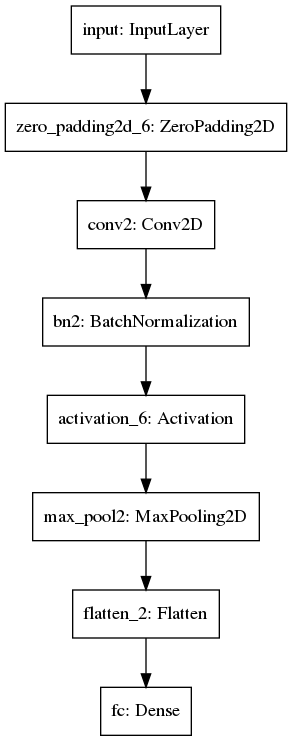 input: InputLayer
zero_padding2d_6: ZeroPadding2D
conv2: Conv2D
bn2: BatchNormalization
activation_6: Activation
max_pool2: MaxPooling2D
flatten_2: Flatten
fc: Dense